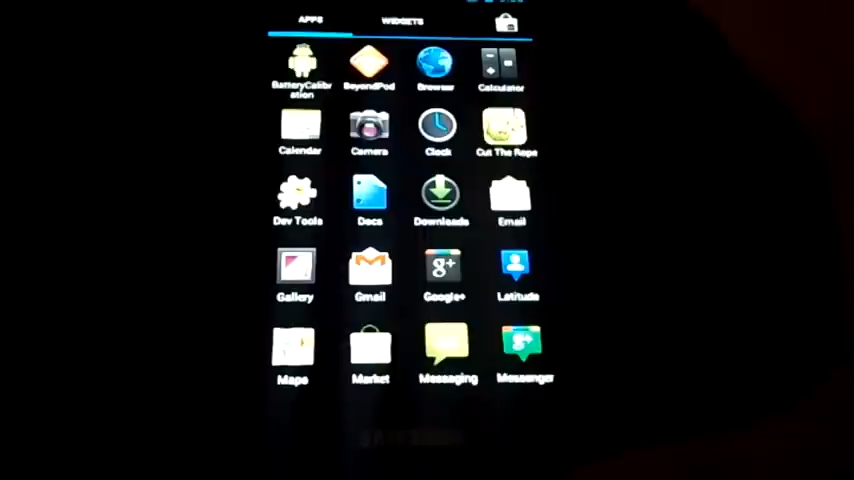 APPS WIDGETS
BatteryCalibr
ation
BeyondPod Browser Calculator
Calendar Camera Clock Cut The Rope
Dev Tools Docs Downloads Email
Gallery Gmail Google+ Latitude
Maps Market Messaging Messenger
SAMSUNG